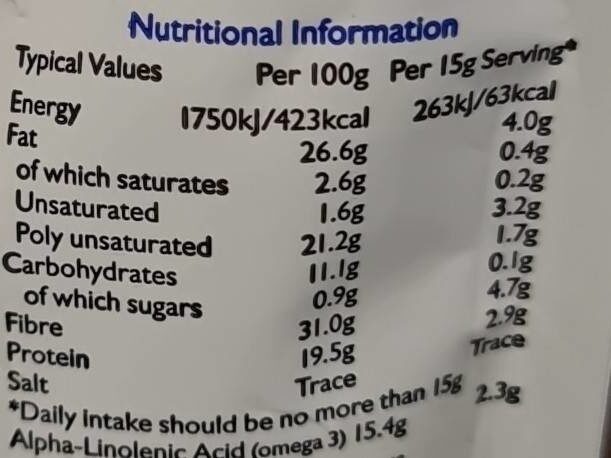 Nutritional Information
Typical Values Per 100g Per 15g Serving*
Energy 1750kJ/423kcal 263kJ/63kcal
Fat 26.6g 4.0g
of which saturates 2.6g 0.4g
Unsaturated 1.6g 0.2g
Poly unsaturated 21.2g 3.2g
Carbohydrates 11.1g 1.7g
of which sugars 0.9g 0.1g
Fibre 31.0g 4.7g
Protein 19.5g 2.9g
Salt Trace Trace
*Daily intake should be no more than 15g
Alpha-Linolenic Acid (omega 3) 15.4g 2.3g